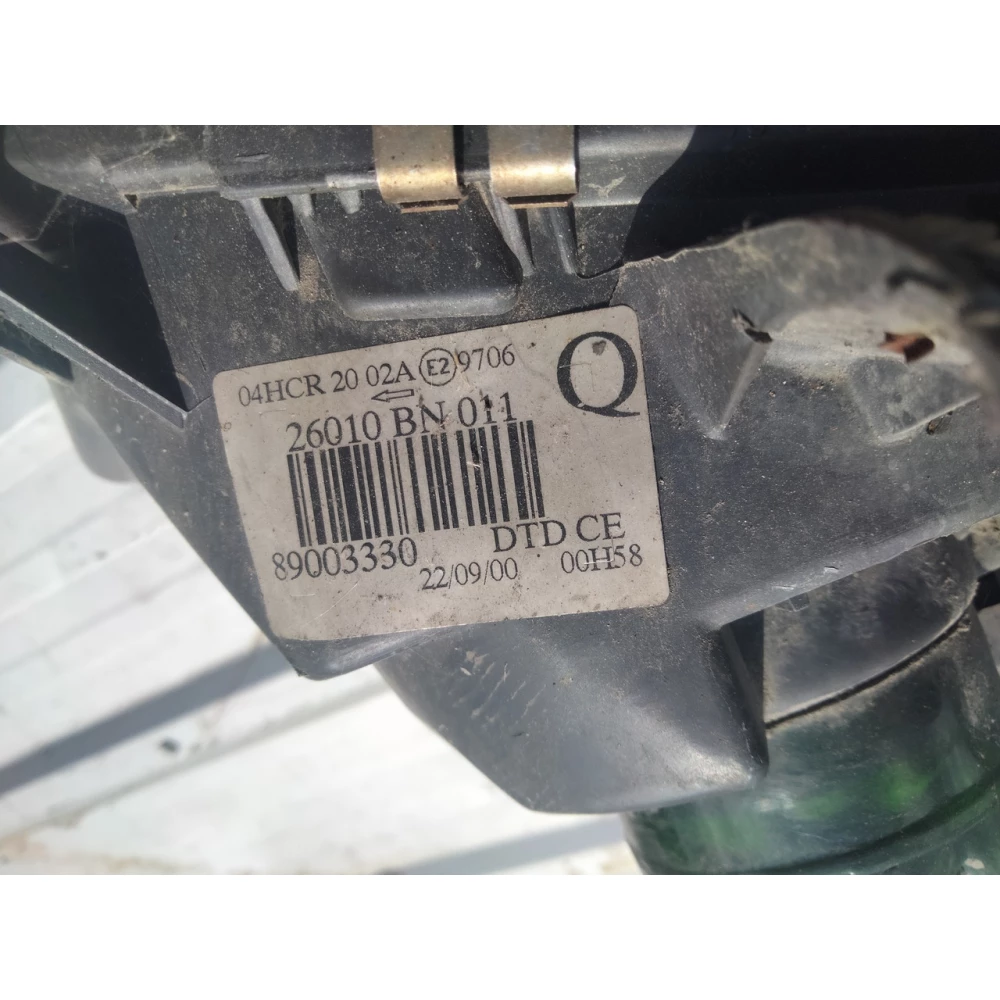 04HCR 20 02A E2 9706
Q
26010 BN 011
DTD CE
89003330 22/09/00 00H58